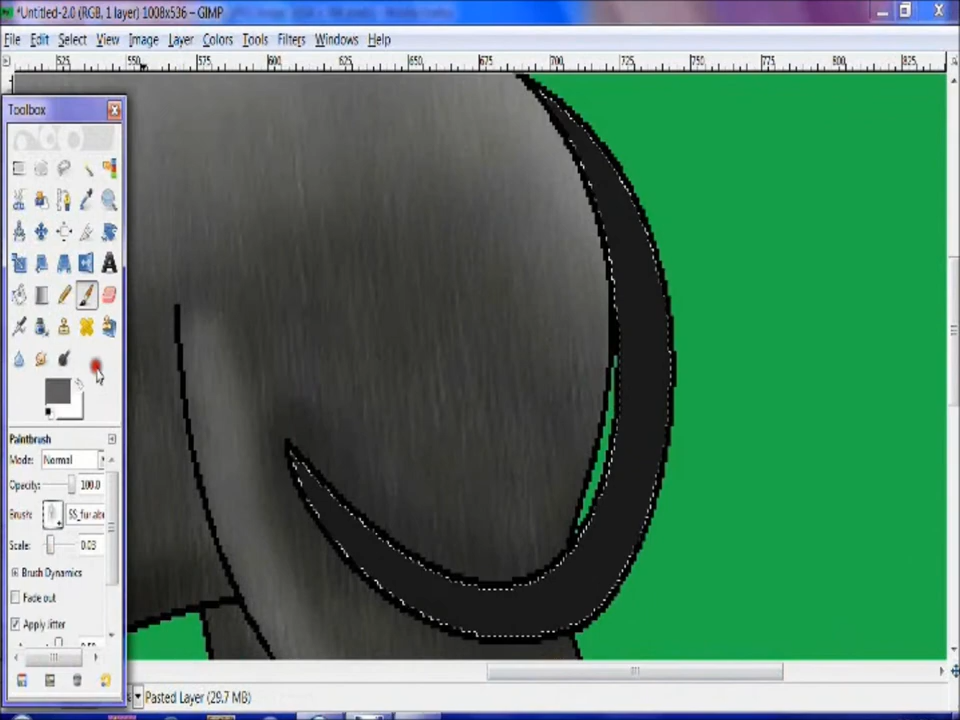 *Untitled-2.0 (RGB, 1 layer) 1008x536 – GIMP
File Edit Select View Image Layer Colors Tools Filters Windows Help
525 550 575 600 625 650 675 700 725 750 775 800 825
Toolbox
Paintbrush
Mode: Normal
Opacity: 100.0
Brush: SS_fur.abr
Scale: 0.03
Brush Dynamics
Fade out
Apply Jitter
Pasted Layer (29.7 MB)